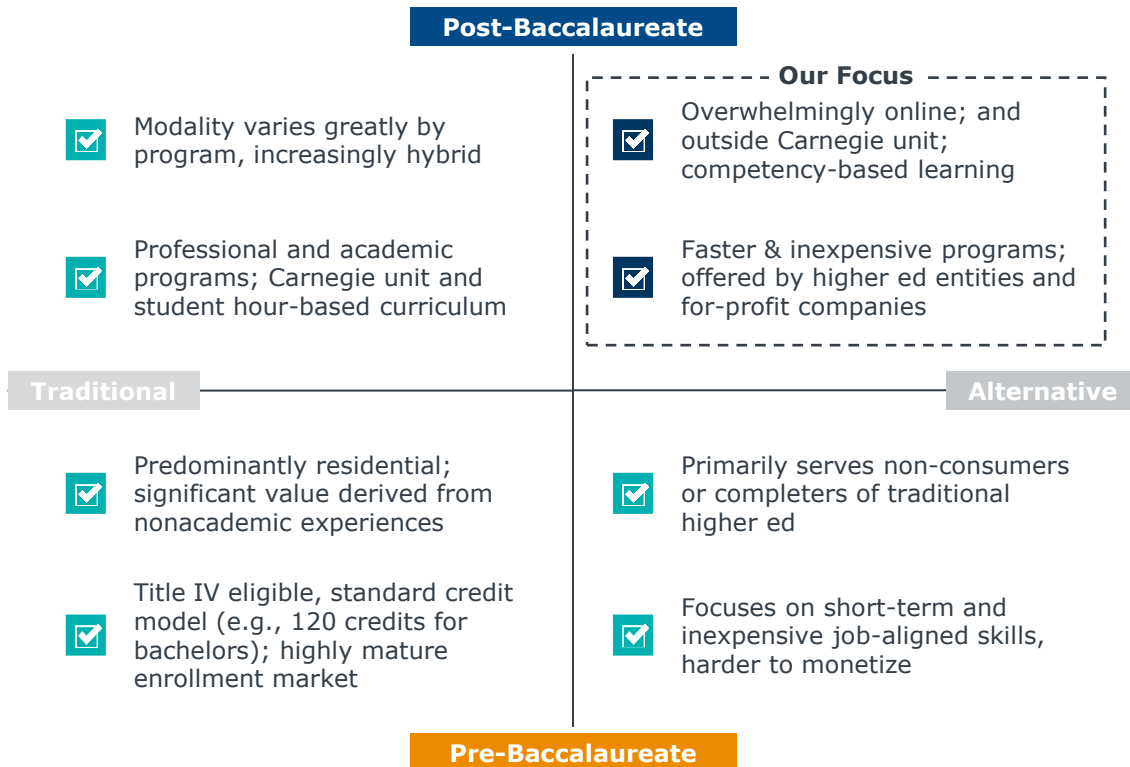 Post-Baccalaureate
Our Focus
Modality varies greatly by
program, increasingly hybrid
Overwhelmingly online; and
outside Carnegie unit;
competency-based learning
Professional and academic
programs; Carnegie unit and
student hour-based curriculum
Faster & inexpensive programs;
offered by higher ed entities and
for-profit companies
Traditional
Alternative
Predominantly residential;
significant value derived from
nonacademic experiences
Primarily serves non-consumers
or completers of traditional
higher ed
Title IV eligible, standard credit
model (e.g., 120 credits for
bachelors); highly mature
enrollment market
Focuses on short-term and
inexpensive job-aligned skills,
harder to monetize
Pre-Baccalaureate